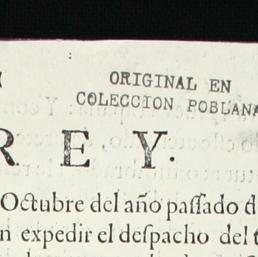 ORIGINAL EN
COLECCION POBLANA
R E Y.
Octubre del año paſſado d
n expedir el deſpacho del t